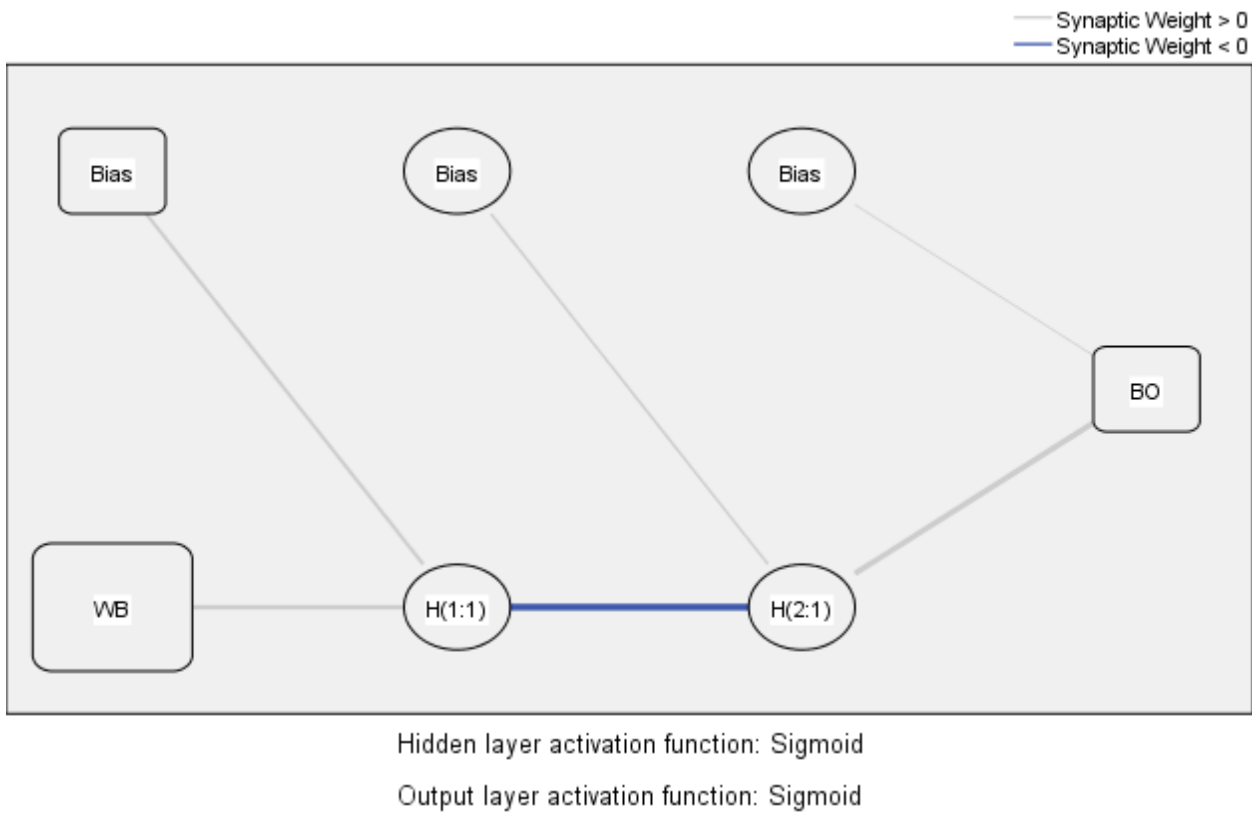 Synaptic Weight > 0
Synaptic Weight < 0
Bias
Bias
Bias
BO
WB
H(1:1)
H(2:1)
Hidden layer activation function: Sigmoid
Output layer activation function: Sigmoid